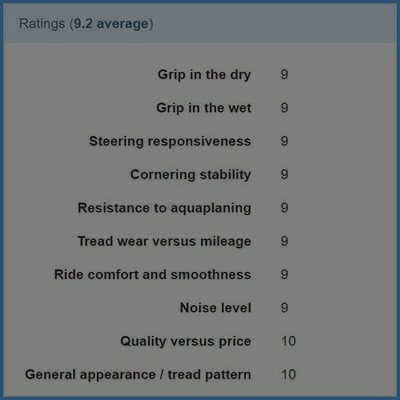 Ratings (9.2 average)
Grip in the dry 9
Grip in the wet 9
Steering responsiveness 9
Cornering stability 9
Resistance to aquaplaning 9
Tread wear versus mileage 9
Ride comfort and smoothness 9
Noise level 9
Quality versus price 10
General appearance / tread pattern 10